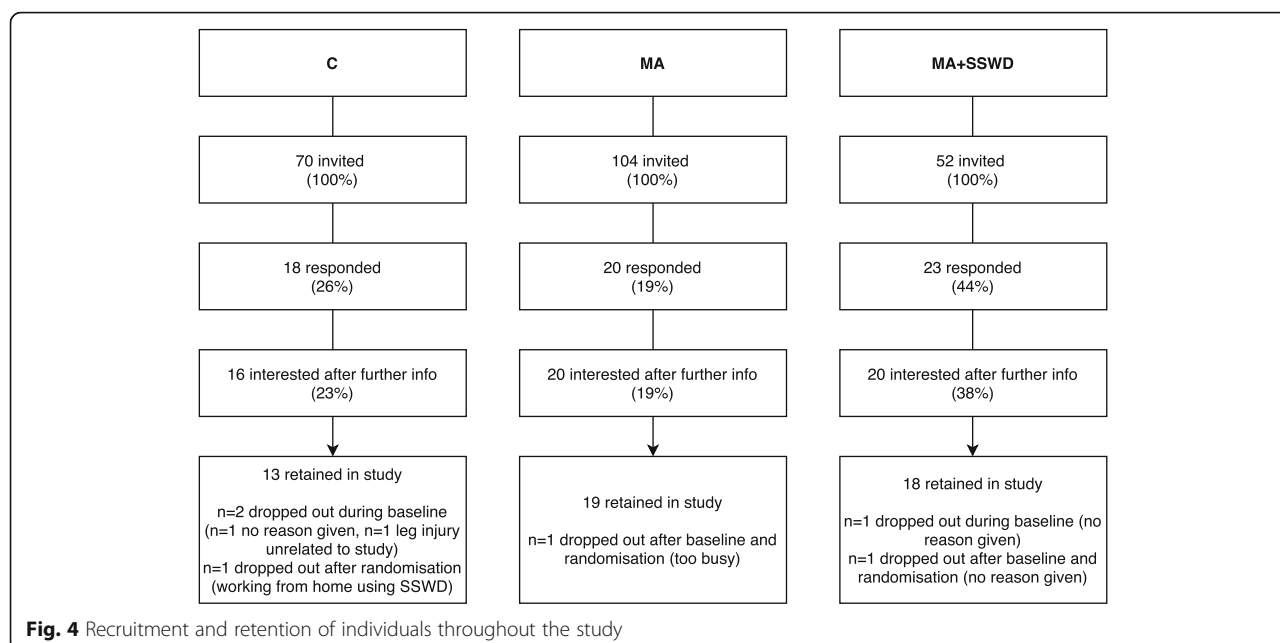 C
70 invited
(100%)
18 responded
(26%)
16 interested after further info
(23%)
13 retained in study
n=2 dropped out during baseline
(n=1 no reason given, n=1 leg injury
unrelated to study)
n=1 dropped out after randomisation
(working from home using SSWD)
MA
104 invited
(100%)
20 responded
(19%)
20 interested after further info
(19%)
19 retained in study
n=1 dropped out after baseline and
randomisation (too busy)
MA+SSWD
52 invited
(100%)
23 responded
(44%)
20 interested after further info
(38%)
18 retained in study
n=1 dropped out during baseline (no
reason given)
n=1 dropped out after baseline and
randomisation (no reason given)
Fig. 4 Recruitment and retention of individuals throughout the study